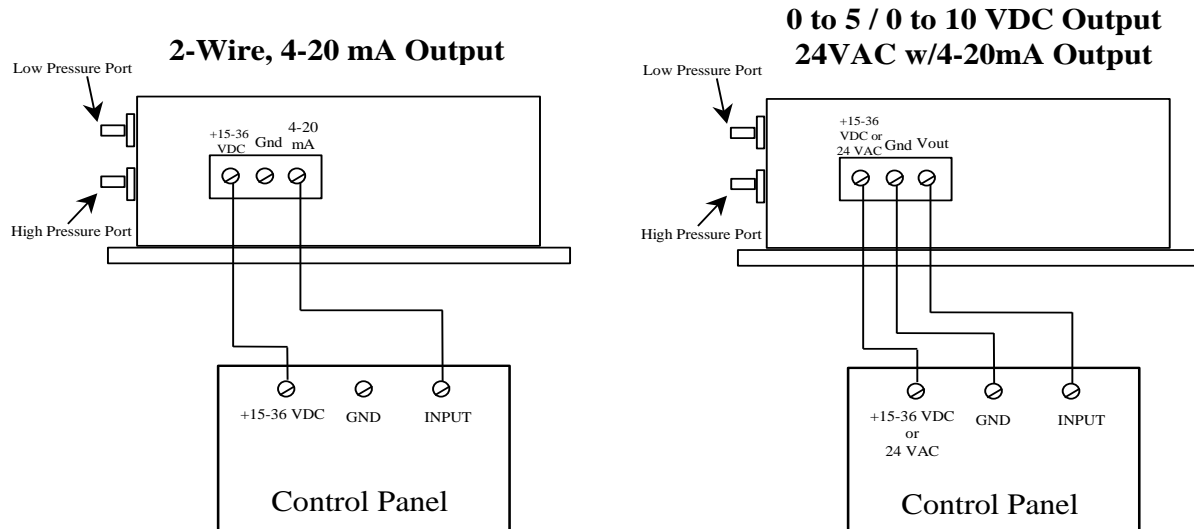 2-Wire, 4-20 mA Output
Low Pressure Port
+15-36
VDC
Gnd
4-20
mA
High Pressure Port
+15-36 VDC
GND
INPUT
Control Panel
0 to 5 / 0 to 10 VDC Output
24VAC w/4-20mA Output
Low Pressure Port
+15-36
VDC or
24 VAC
Gnd
Vout
High Pressure Port
+15-36 VDC
or
24 VAC
GND
INPUT
Control Panel